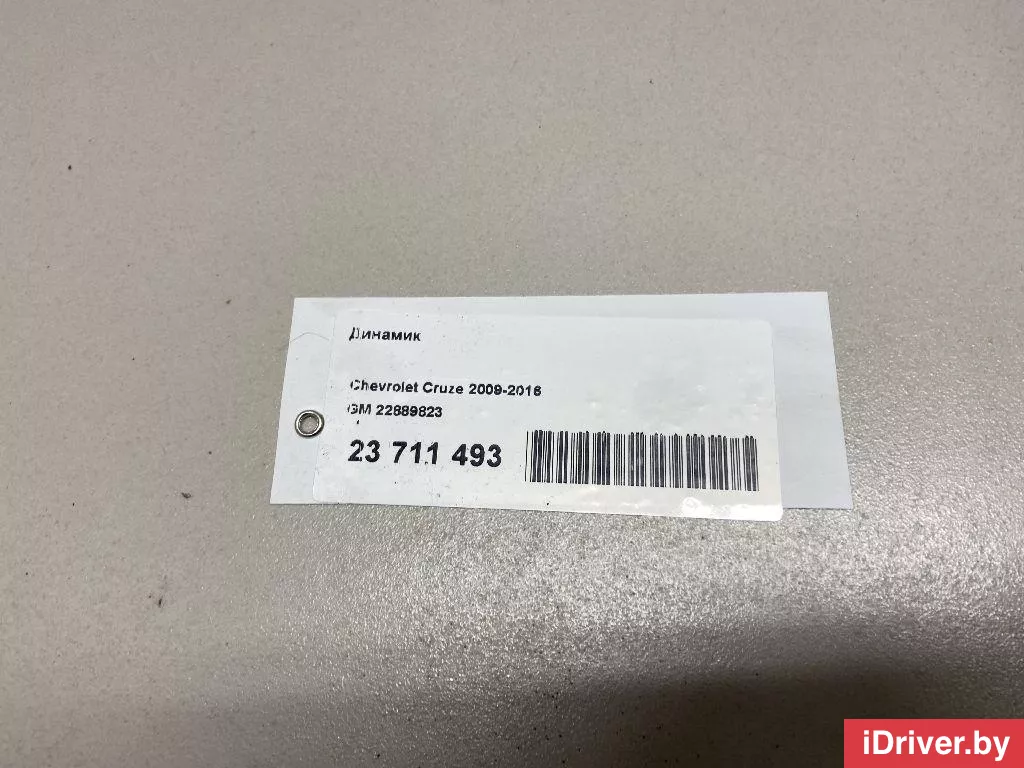 Динамик
Chevrolet Cruze 2009-2016
GM 22889823
23 711 493
iDriver.by